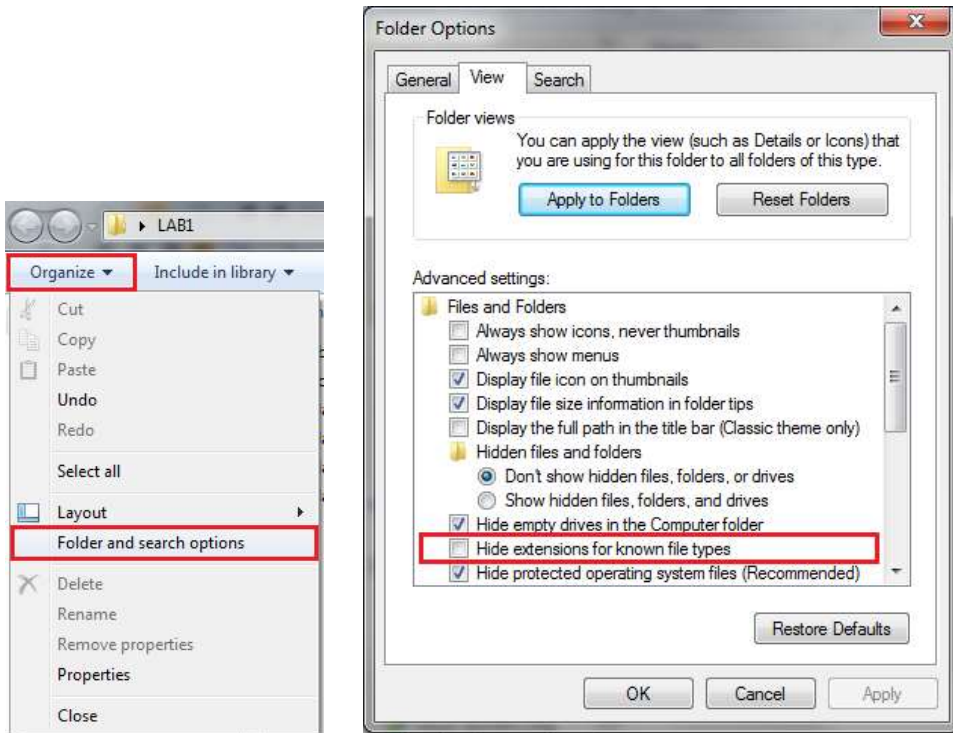 LAB1
Organize
Include in library
Cut
Copy
Paste
Undo
Redo
Select all
Layout
Folder and search options
Delete
Rename
Remove properties
Properties
Close
Folder Options
General View Search
Folder views
You can apply the view (such as Details or Icons) that
you are using for this folder to all folders of this type.
Apply to Folders Reset Folders
Advanced settings:
Files and Folders
Always show icons, never thumbnails
Always show menus
Display file icon on thumbnails
Display file size information in folder tips
Display the full path in the title bar (Classic theme only)
Hidden files and folders
Don't show hidden files, folders, or drives
Show hidden files, folders, and drives
Hide empty drives in the Computer folder
Hide extensions for known file types
Hide protected operating system files (Recommended)
Restore Defaults
OK Cancel Apply